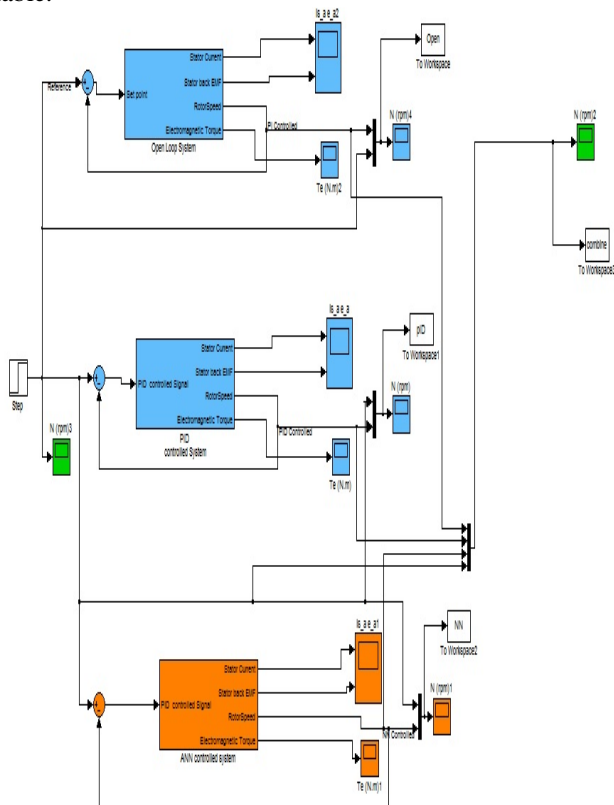 Is_a e_a2
Open
To Workspace
Stator Current
Stator back EMF
RotorSpeed
Electromagnetic Torque
Set point
Open Loop System
Reference
PI Controlled
Te (N.m)2
N (rpm)4
N (rpm)2
combine
To Workspace3
Is_a e_a
pID
To Workspace1
Stator Current
Stator back EMF
RotorSpeed
Electromagnetic Torque
PID controlled Signal
PID
controlled System
PID Controlled
Te (N.m)
N (rpm)
Step
N (rpm)3
Is_a e_a1
NN
To Workspace2
Stator Current
Stator back EMF
RotorSpeed
Electromagnetic Torque
PID controlled Signal
ANN controlled system
NN Controlled
Te (N.m)1
N (rpm)1